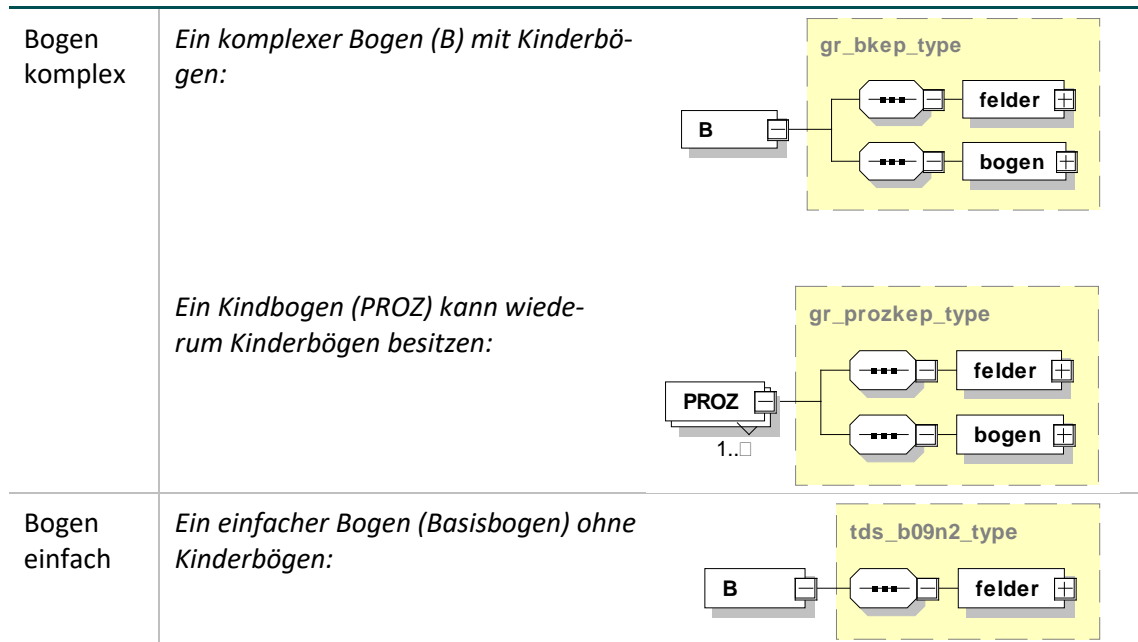 Bogen
komplex
Ein komplexer Bogen (B) mit Kinderbö-
gen:
gr_bkep_type
felder
B
bogen
Ein Kindbogen (PROZ) kann wiede-
rum Kinderbögen besitzen:
gr_prozkep_type
felder
PROZ
bogen
1..□
Bogen
einfach
Ein einfacher Bogen (Basisbogen) ohne
Kinderbögen:
tds_b09n2_type
B
felder